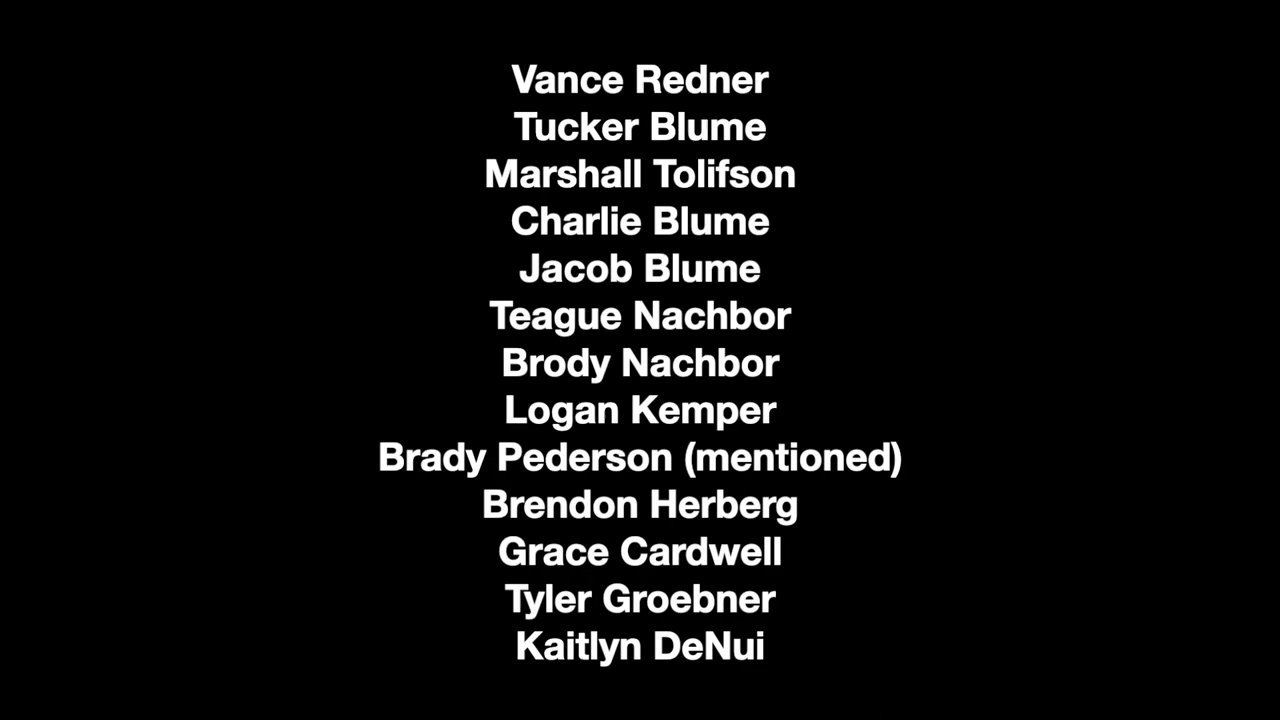 Vance Redner
Tucker Blume
Marshall Tolifson
Charlie Blume
Jacob Blume
Teague Nachbor
Brody Nachbor
Logan Kemper
Brady Pederson (mentioned)
Brendon Herberg
Grace Cardwell
Tyler Groebner
Kaitlyn DeNui